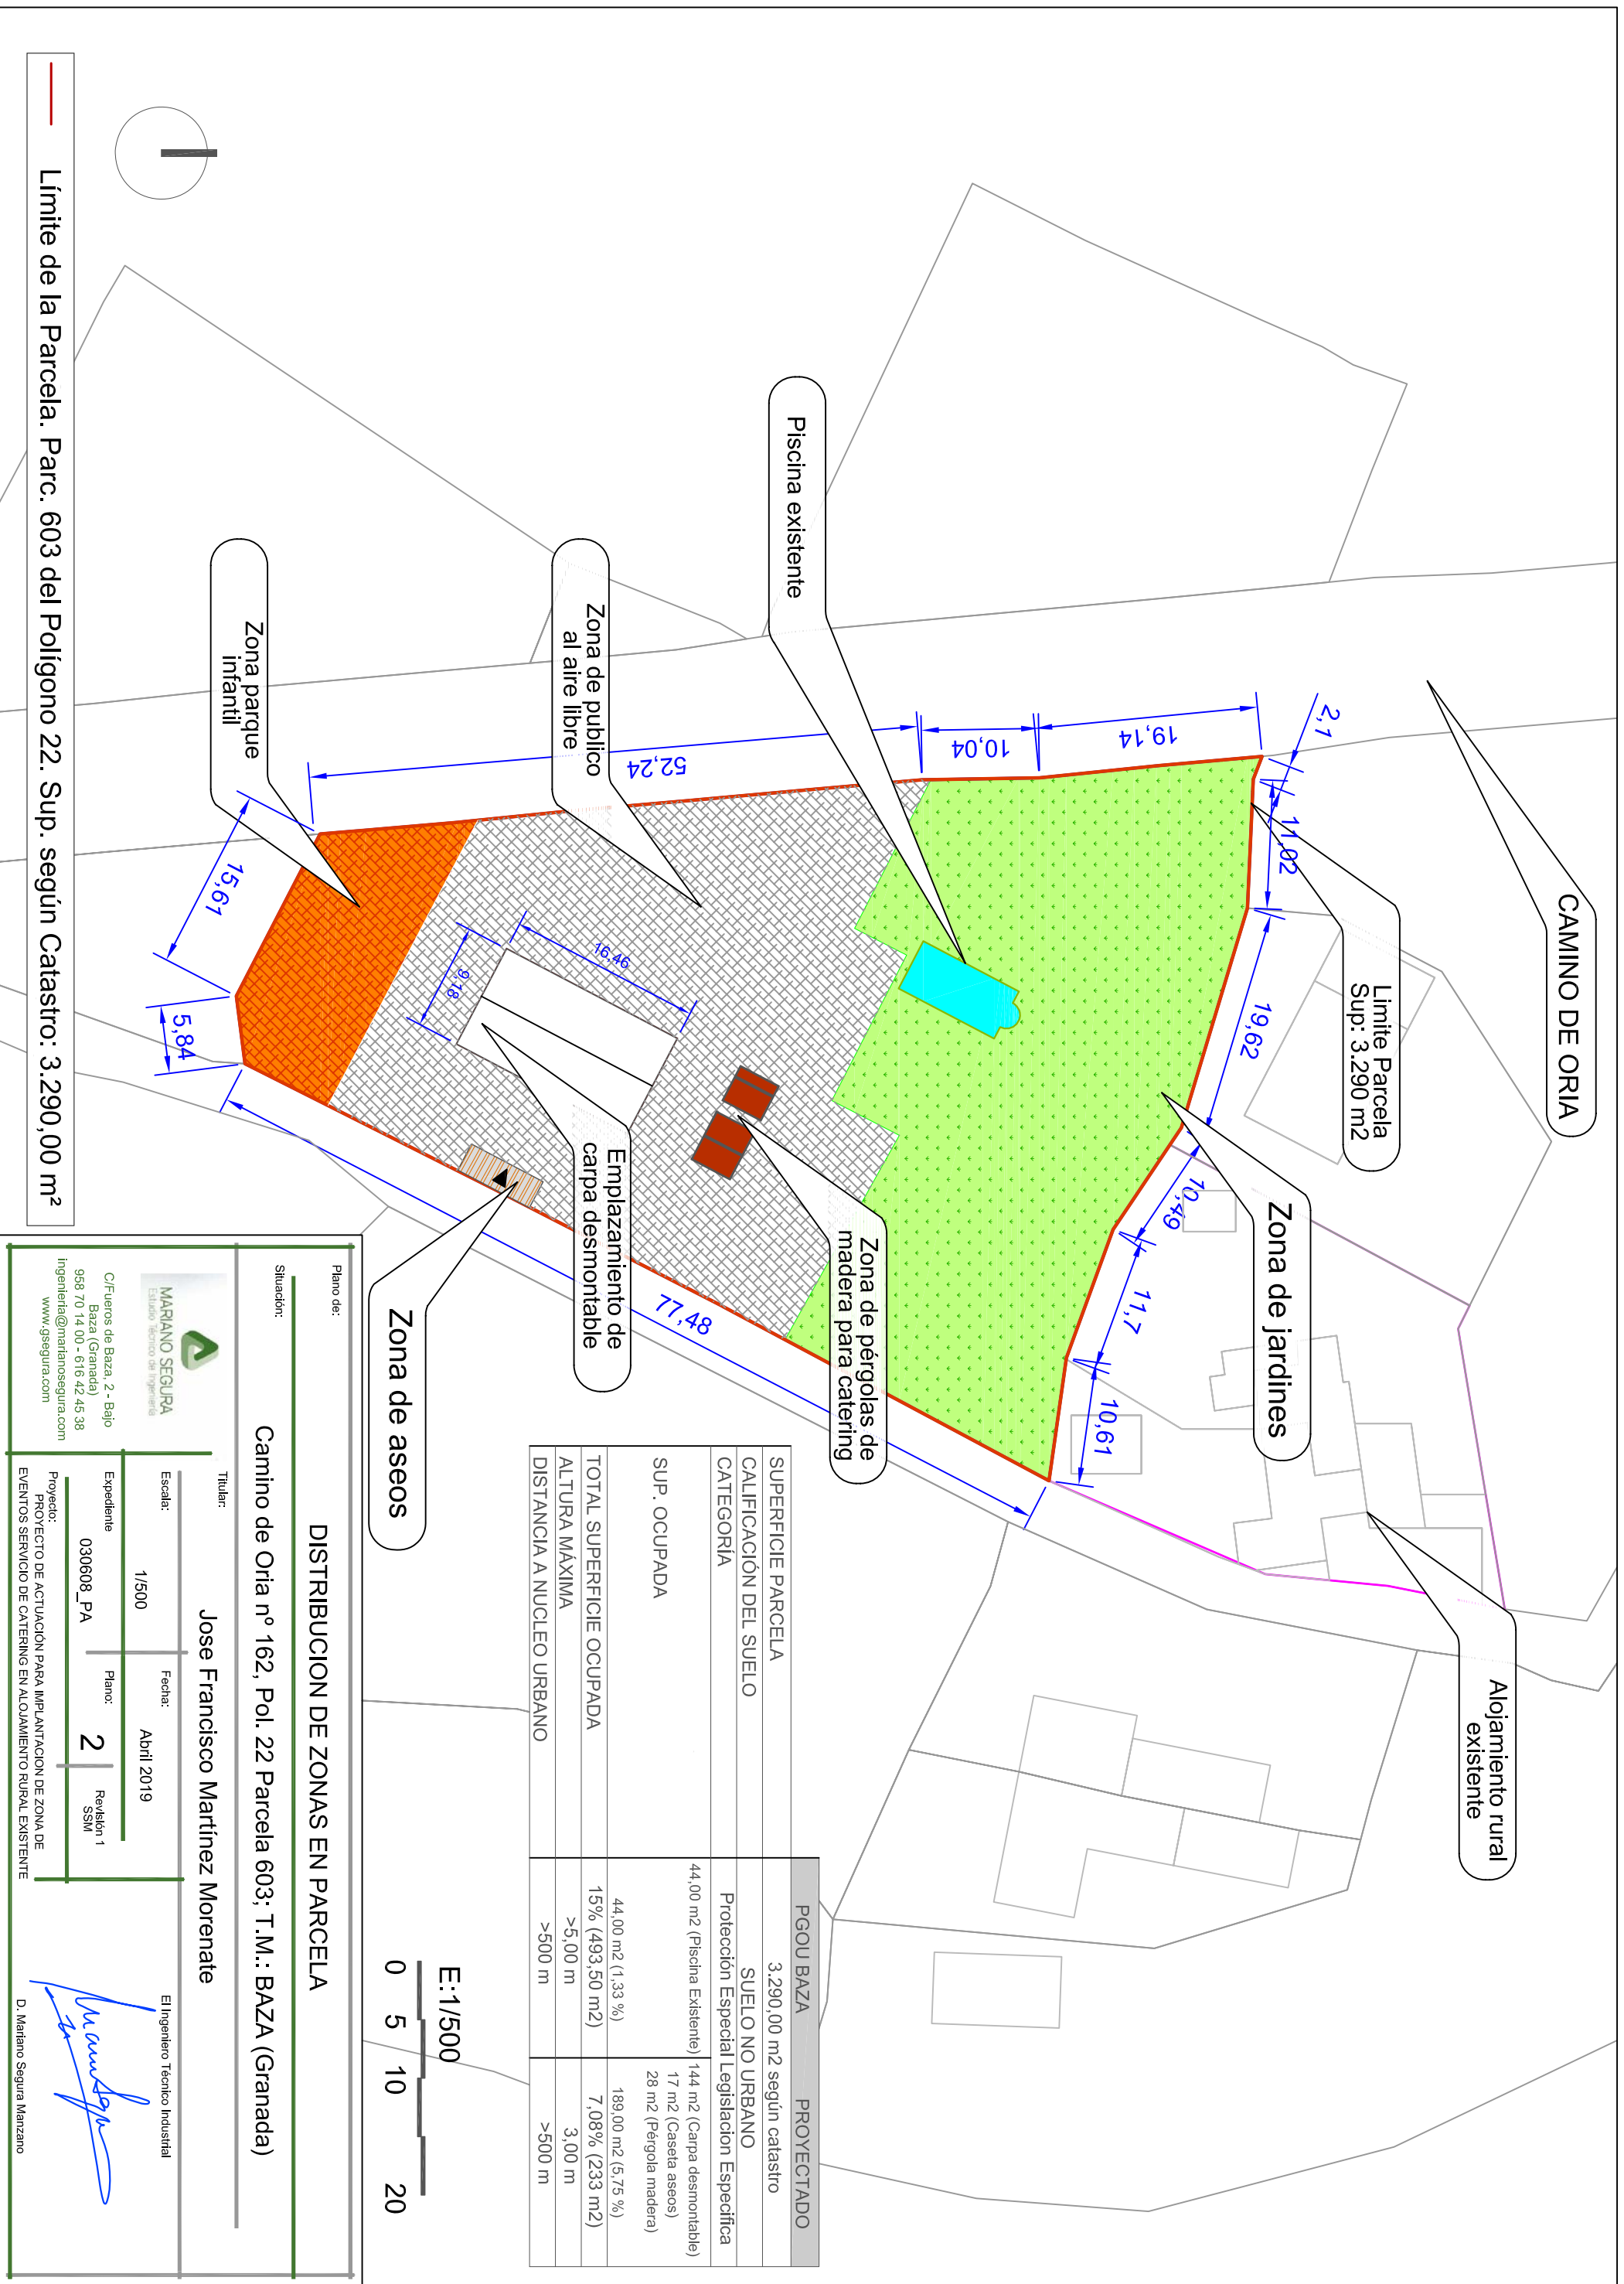 CAMINO DE ORIA
Limite Parcela
Sup: 3.290 m2
Zona de jardines
Alojamiento rural
existente
Piscina existente
Zona de publico
al aire libre
Zona parque
infantil
Emplazamiento de
carpa desmontable
Zona de pérgolas de
madera para catering
Zona de aseos
2,1
11,02
19,62
10,49
11,7
10,61
19,14
10,04
52,24
15,61
5,84
77,48
16,46
9,18
PGOU BAZA PROYECTADO
SUPERFICIE PARCELA 3.290,00 m2 según catastro
CALIFICACIÓN DEL SUELO SUELO NO URBANO
CATEGORÍA Protección Especial Legislacion Especifica
SUP. OCUPADA 44,00 m2 (Piscina Existente) 144 m2 (Carpa desmontable)
17 m2 (Caseta aseos)
28 m2 (Pérgola madera)
44,00 m2 (1,33 %) 189,00 m2 (5,75 %)
TOTAL SUPERFICIE OCUPADA 15% (493,50 m2) 7,08% (233 m2)
ALTURA MÁXIMA >5,00 m 3,00 m
DISTANCIA A NUCLEO URBANO >500 m >500 m
E:1/500
0 5 10 20
Límite de la Parcela. Parc. 603 del Polígono 22. Sup. según Catastro: 3.290,00 m²
Plano de:
DISTRIBUCION DE ZONAS EN PARCELA
Situación:
Camino de Oria nº 162, Pol. 22 Parcela 603; T.M.: BAZA (Granada)
MARIANO SEGURA
Estudio Técnico de Ingeniería
C/Fueros de Baza, 2 - Bajo
Baza (Granada)
958 70 14 00 - 616 42 45 38
ingenieria@marianosegura.com
www.gsegura.com
Titular:
Jose Francisco Martínez Morenate
Escala:
1/500
Fecha:
Abril 2019
Expediente
030608_PA
Plano:
2
Revisión 1
SSM
Proyecto:
PROYECTO DE ACTUACIÓN PARA IMPLANTACION DE ZONA DE
EVENTOS SERVICIO DE CATERING EN ALOJAMIENTO RURAL EXISTENTE
El Ingeniero Técnico Industrial
D. Mariano Segura Manzano